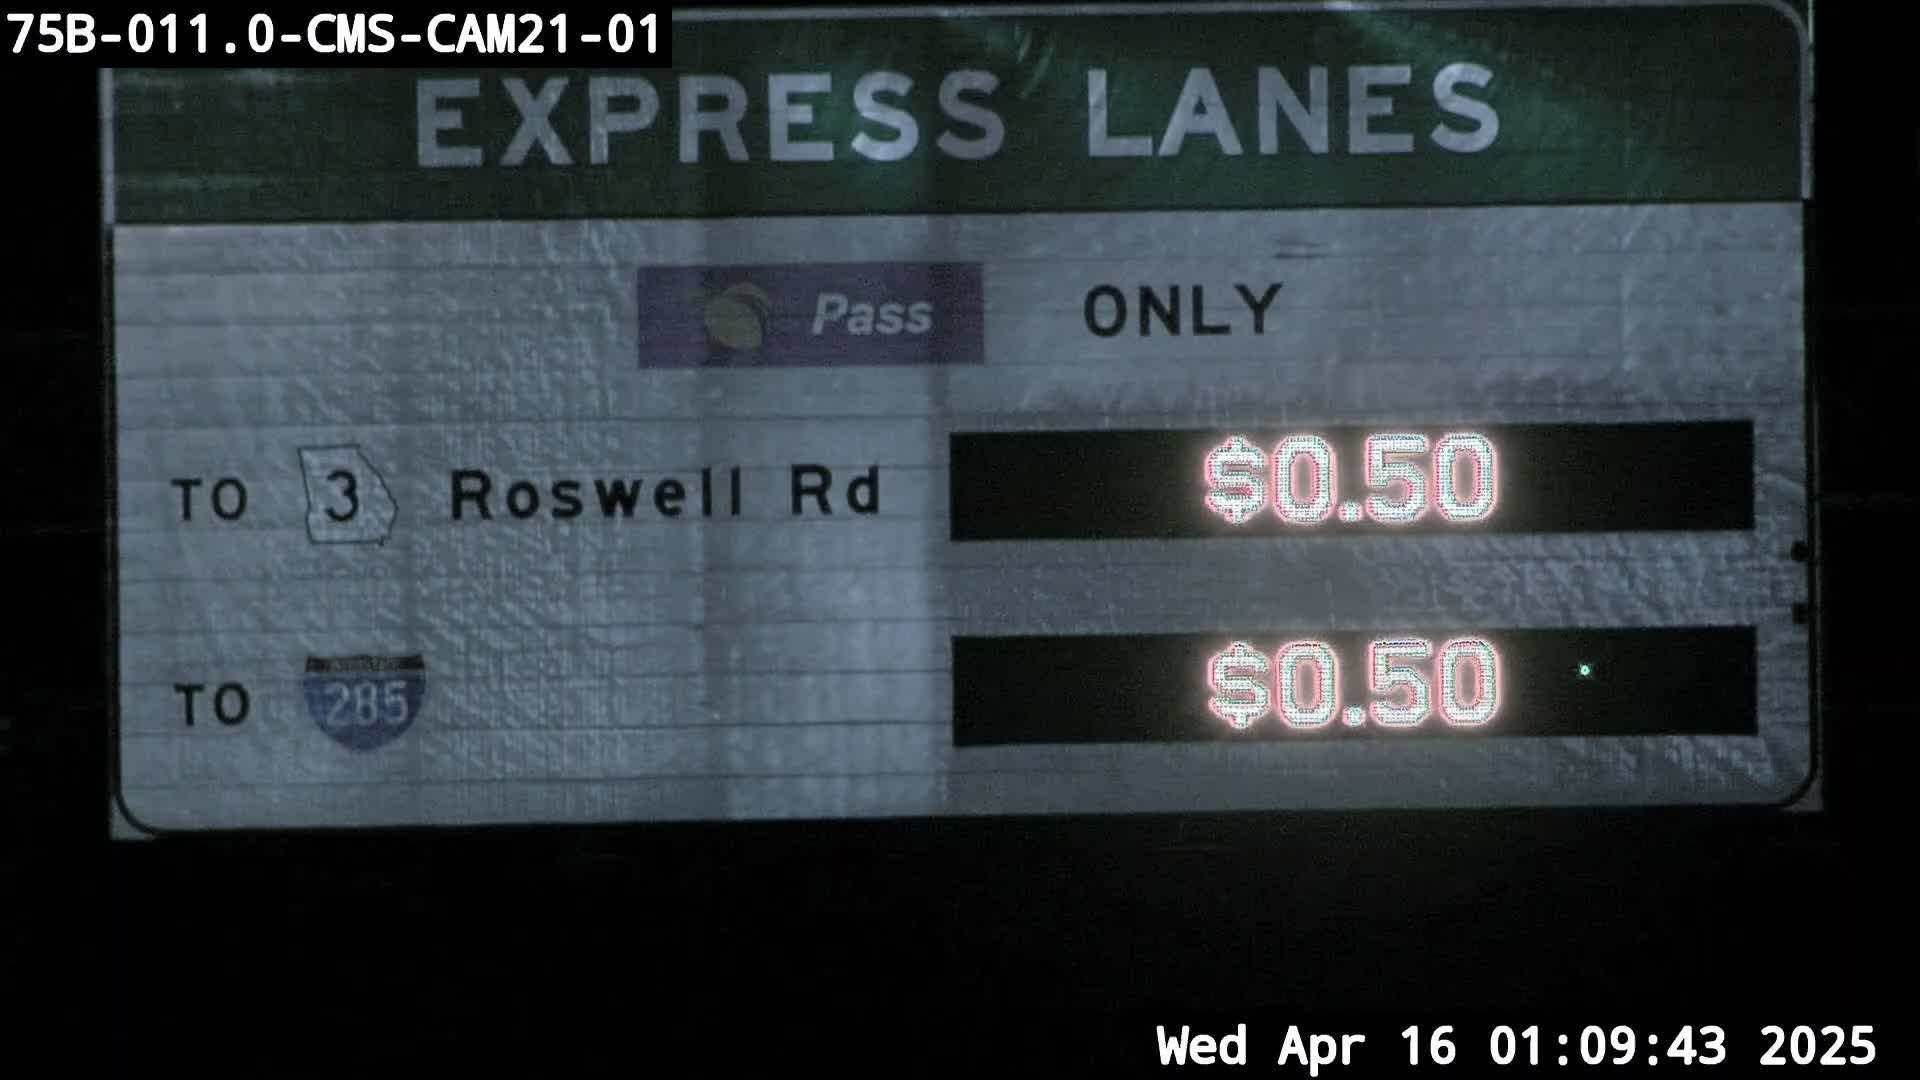 75B-011.0-CMS-CAM21-01
EXPRESS LANES
Pass ONLY
TO 3 Roswell Rd $0.50
TO 285 $0.50
Wed Apr 16 01:09:43 2025